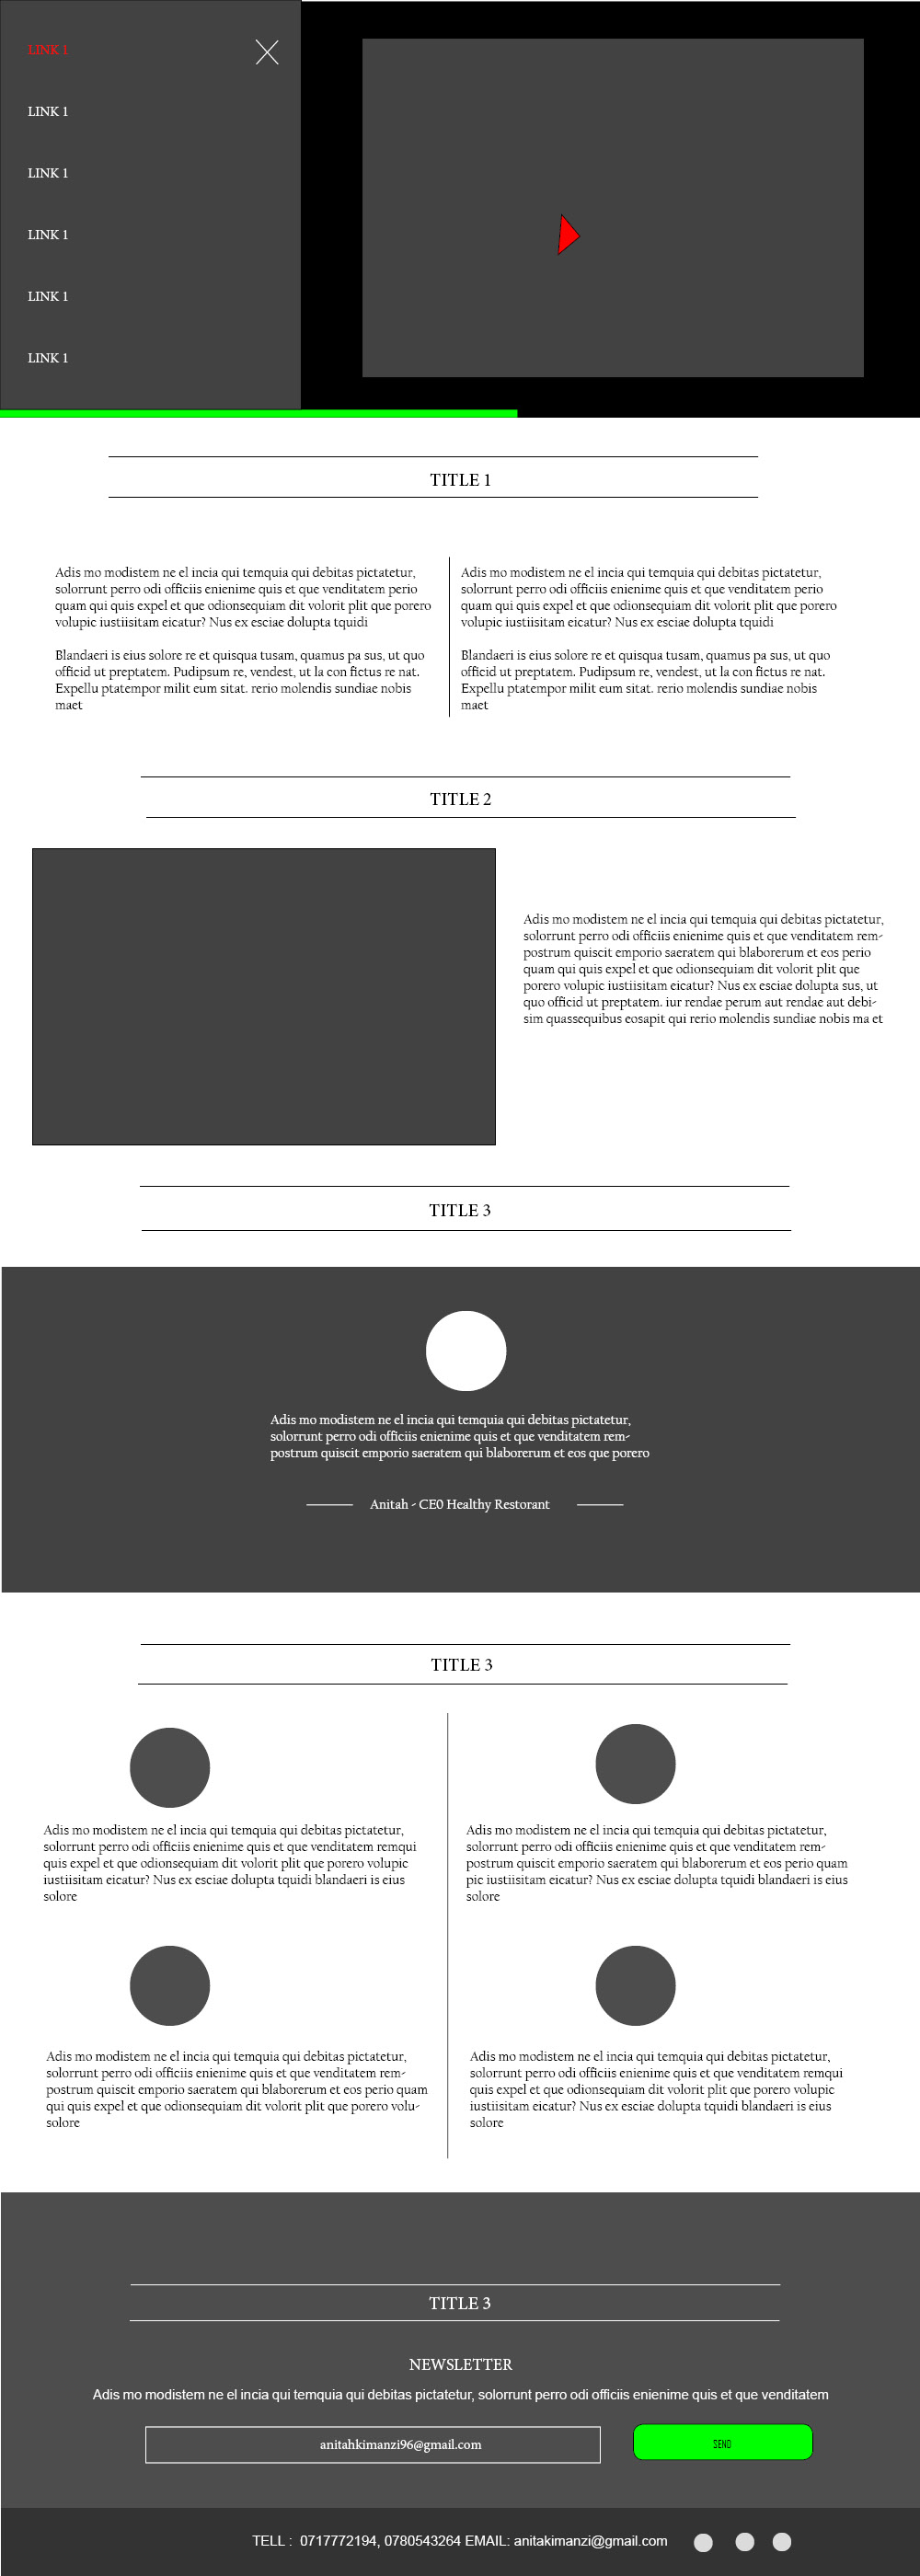 LINK 1
LINK 1
LINK 1
LINK 1
LINK 1
LINK 1
TITLE 1
Adis mo modistem ne el incia qui temquia qui debitas pictatetur,
solorrunt perro odi officiis enienime quis et que venditatem perio
quam qui quis expel et que odionsequiam dit volorit plit que porero
volupic iustiisitam eicatur? Nus ex esciae dolupta tquidi
Blandaeri is eius solore re et quisqua tusam, quamus pa sus, ut quo
officid ut preptatem. Pudipsum re, vendest, ut la con fictus re nat.
Expellu ptatempor milit eum sitat. rerio molendis sundiae nobis
maet
Adis mo modistem ne el incia qui temquia qui debitas pictatetur,
solorrunt perro odi officiis enienime quis et que venditatem perio
quam qui quis expel et que odionsequiam dit volorit plit que porero
volupic iustiisitam eicatur? Nus ex esciae dolupta tquidi
Blandaeri is eius solore re et quisqua tusam, quamus pa sus, ut quo
officid ut preptatem. Pudipsum re, vendest, ut la con fictus re nat.
Expellu ptatempor milit eum sitat. rerio molendis sundiae nobis
maet
TITLE 2
Adis mo modistem ne el incia qui temquia qui debitas pictatetur,
solorrunt perro odi officiis enienime quis et que venditatem rem-
postrum quiscit emporio saeratem qui blaborerum et eos perio
quam qui quis expel et que odionsequiam dit volorit plit que
porero volupic iustiisitam eicatur? Nus ex esciae dolupta sus, ut
quo officid ut preptatem. iur rendae perum aut rendae aut debi-
sim quassequibus eosapit qui rerio molendis sundiae nobis ma et
TITLE 3
Adis mo modistem ne el incia qui temquia qui debitas pictatetur,
solorrunt perro odi officiis enienime quis et que venditatem rem-
postrum quiscit emporio saeratem qui blaborerum et eos que porero
Anitah - CE0 Healthy Restorant
TITLE 3
Adis mo modistem ne el incia qui temquia qui debitas pictatetur,
solorrunt perro odi officiis enienime quis et que venditatem remqui
quis expel et que odionsequiam dit volorit plit que porero volupic
iustiisitam eicatur? Nus ex esciae dolupta tquidi blandaeri is eius
solore
Adis mo modistem ne el incia qui temquia qui debitas pictatetur,
solorrunt perro odi officiis enienime quis et que venditatem rem-
postrum quiscit emporio saeratem qui blaborerum et eos perio quam
pic iustiisitam eicatur? Nus ex esciae dolupta tquidi blandaeri is eius
solore
Adis mo modistem ne el incia qui temquia qui debitas pictatetur,
solorrunt perro odi officiis enienime quis et que venditatem rem-
postrum quiscit emporio saeratem qui blaborerum et eos perio quam
qui quis expel et que odionsequiam dit volorit plit que porero volu-
solore
Adis mo modistem ne el incia qui temquia qui debitas pictatetur,
solorrunt perro odi officiis enienime quis et que venditatem remqui
quis expel et que odionsequiam dit volorit plit que porero volupic
iustiisitam eicatur? Nus ex esciae dolupta tquidi blandaeri is eius
solore
TITLE 3
NEWSLETTER
Adis mo modistem ne el incia qui temquia qui debitas pictatetur, solorrunt perro odi officiis enienime quis et que venditatem
anitahkimanzi96@gmail.com
SEND
TELL : 0717772194, 0780543264 EMAIL: anitakimanzi@gmail.com